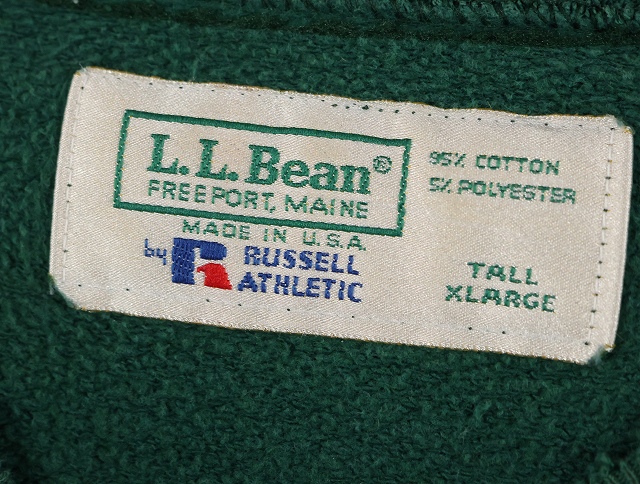 L.L.Bean®
FREEPORT, MAINE
MADE IN U.S.A.
by R RUSSELL
ATHLETIC
95% COTTON
5% POLYESTER
TALL
XLARGE